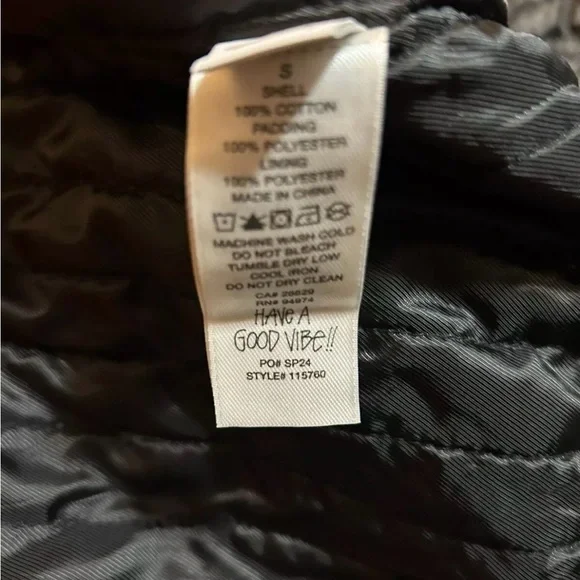 S
SHELL
100% COTTON
PADDING
100% POLYESTER
LINING
100% POLYESTER
MADE IN CHINA
MACHINE WASH COLD
DO NOT BLEACH
TUMBLE DRY LOW
COOL IRON
DO NOT DRY CLEAN
CA# 26829
RN# 94974
HAVE A
GOOD VIBE!!
PO# SP24
STYLE# 115760